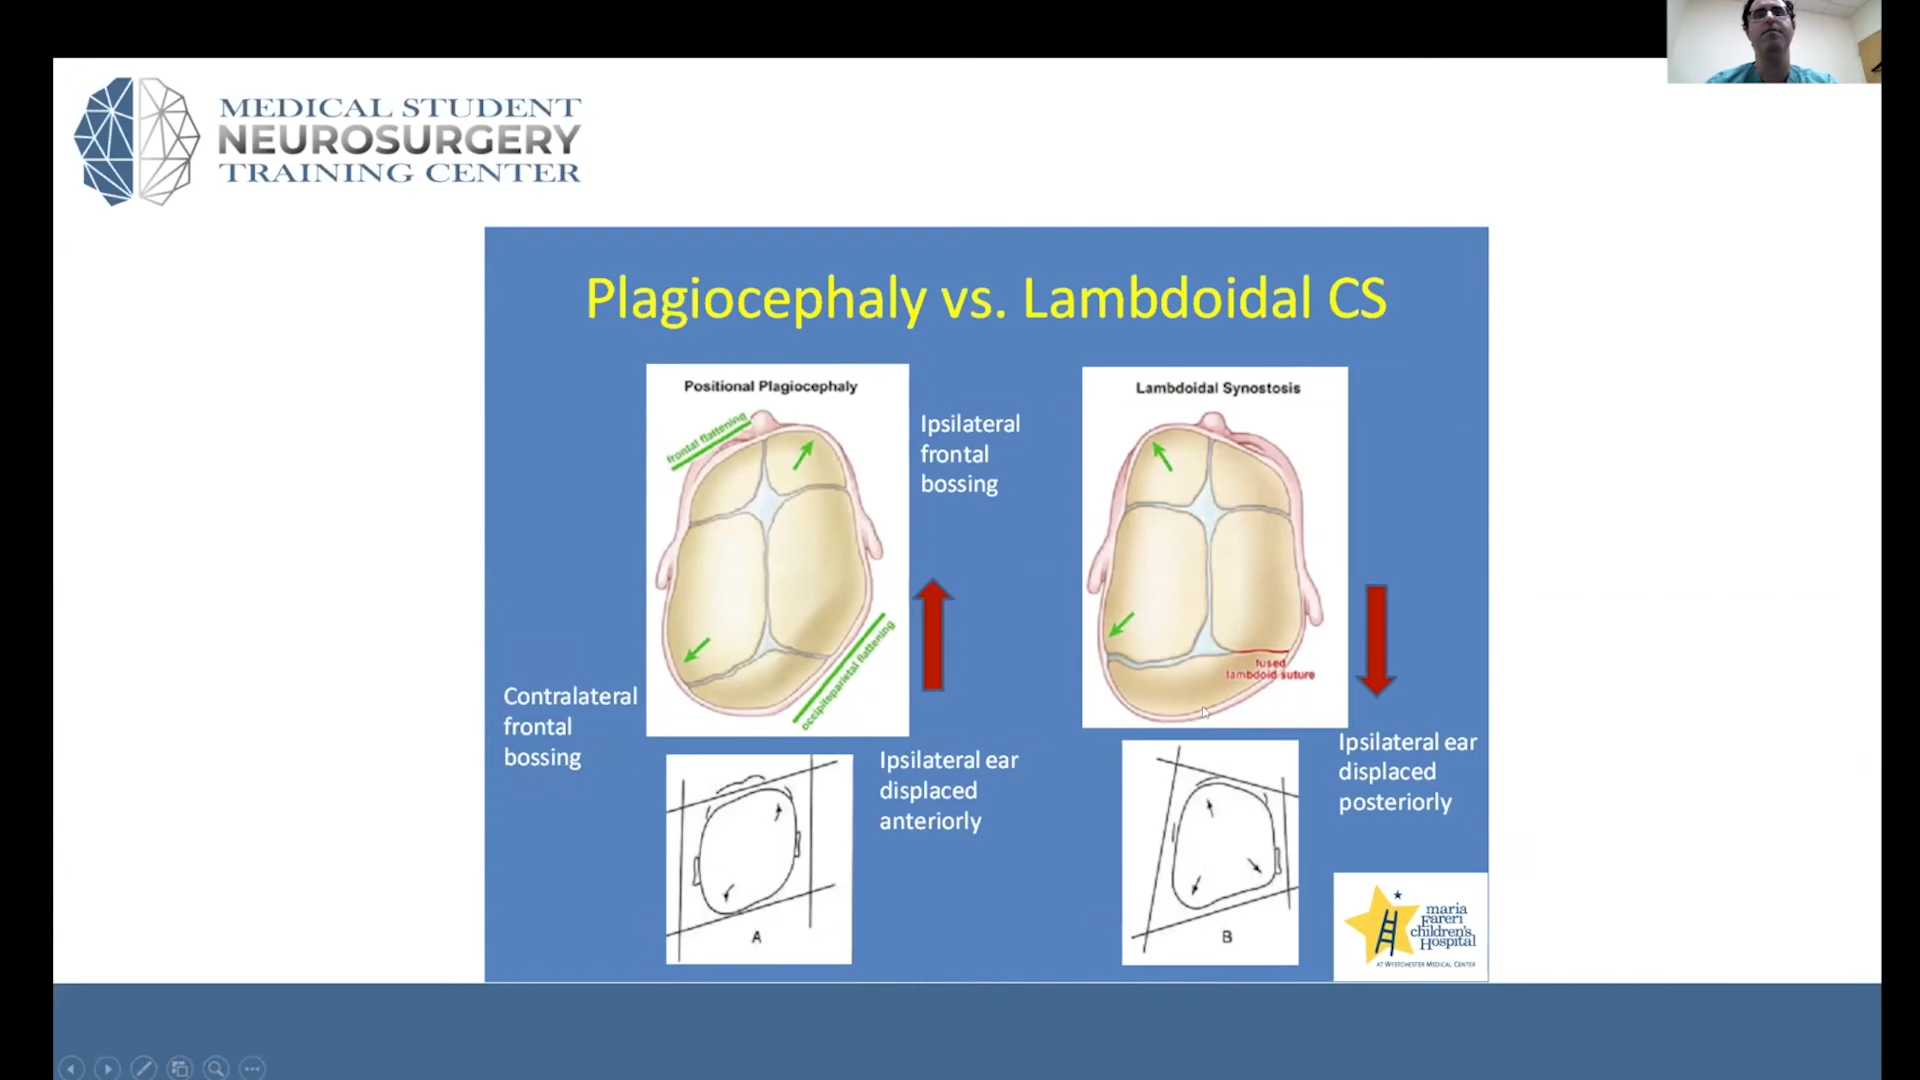 MEDICAL STUDENT
NEUROSURGERY
TRAINING CENTER
Plagiocephaly vs. Lambdoidal CS
Positional Plagiocephaly
frontal flattening
occipitoparietal flattening
Ipsilateral
frontal
bossing
Contralateral
frontal
bossing
Ipsilateral ear
displaced
anteriorly
A
Lambdoidal Synostosis
fused
lambdoid suture
Ipsilateral ear
displaced
posteriorly
B
maria
Fareri
children's
Hospital
AT WESTCHESTER MEDICAL CENTER